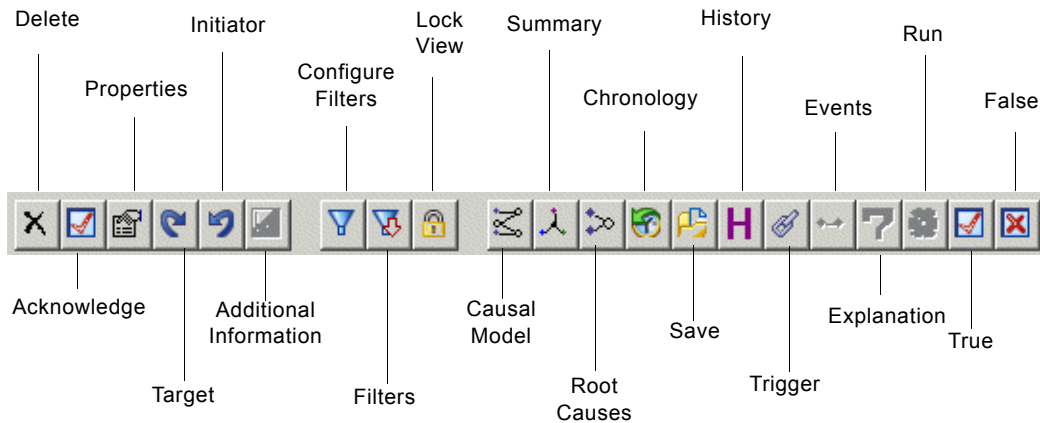 Delete
Initiator
Lock
View
Summary
History
Run
Properties
Configure
Filters
Chronology
Events
False
H
Acknowledge
Additional
Information
Causal
Model
Save
Explanation
True
Target
Filters
Root
Causes
Trigger